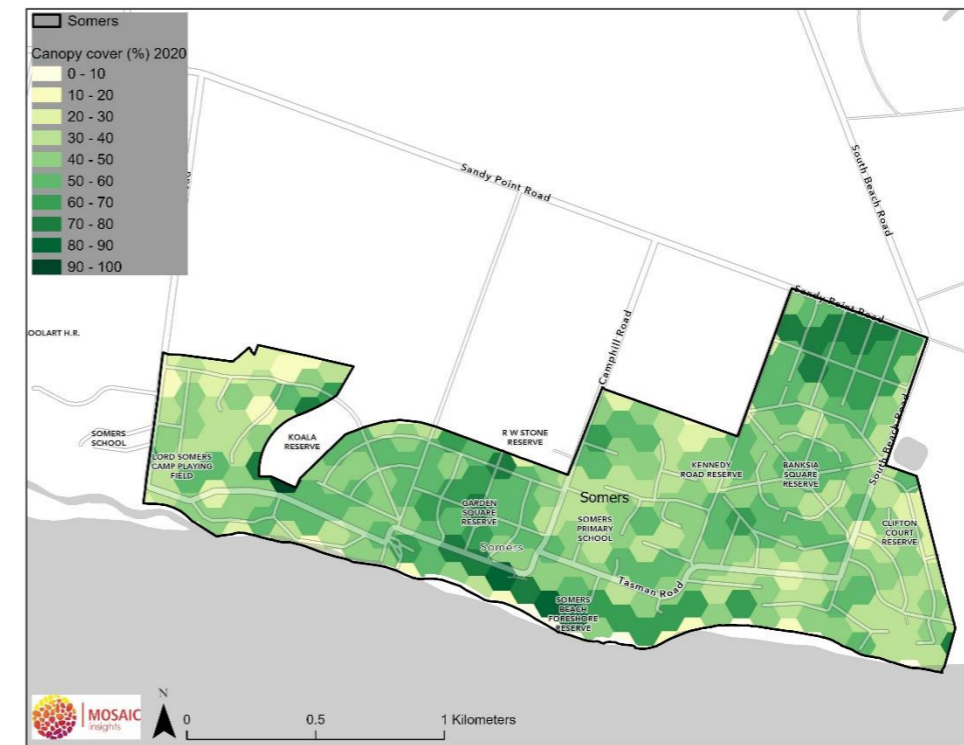 Somers
Canopy cover (%) 2020
0 - 10
10 - 20
20 - 30
30 - 40
40 - 50
50 - 60
60 - 70
70 - 80
80 - 90
90 - 100
Sandy Point Road
South Beach Road
Sandy Point Road
OOLART H.R.
Camphill Road
SOMERS
SCHOOL
KOALA
RESERVE
R W STONE
RESERVE
LORD SOMERS
CAMP PLAYING
FIELD
KENNEDY
ROAD RESERVE
BANKSIA
SQUARE
RESERVE
South Beach Road
GARDEN
SQUARE
RESERVE
Somers
SOMERS
PRIMARY
SCHOOL
CLIFTON
COURT
RESERVE
Somers
Tasman Road
SOMERS
BEACH
FORESHORE
RESERVE
MOSAIC
insights
N
0 0.5 1 Kilometers